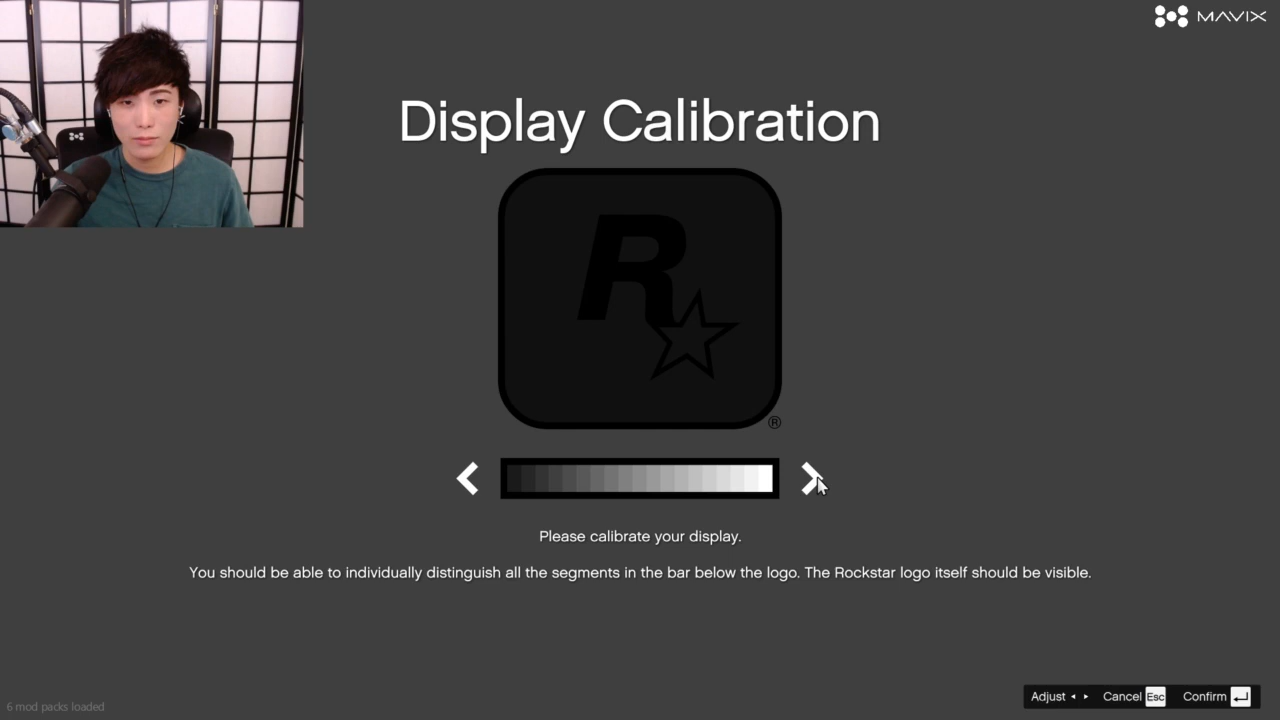 MAVIX
Display Calibration
R
®
Please calibrate your display.
You should be able to individually distinguish all the segments in the bar below the logo. The Rockstar logo itself should be visible.
Adjust Cancel Esc Confirm
6 mod packs loaded